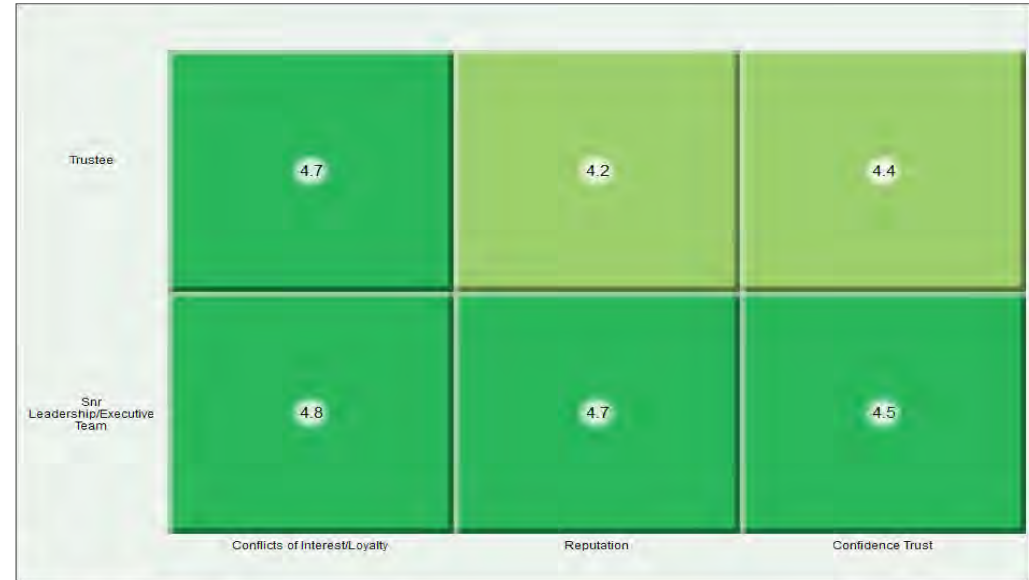 Trustee
4.7
4.2
4.4
Snr
Leadership/Executive
Team
4.8
4.7
4.5
Conflicts of Interest/Loyalty
Reputation
Confidence Trust